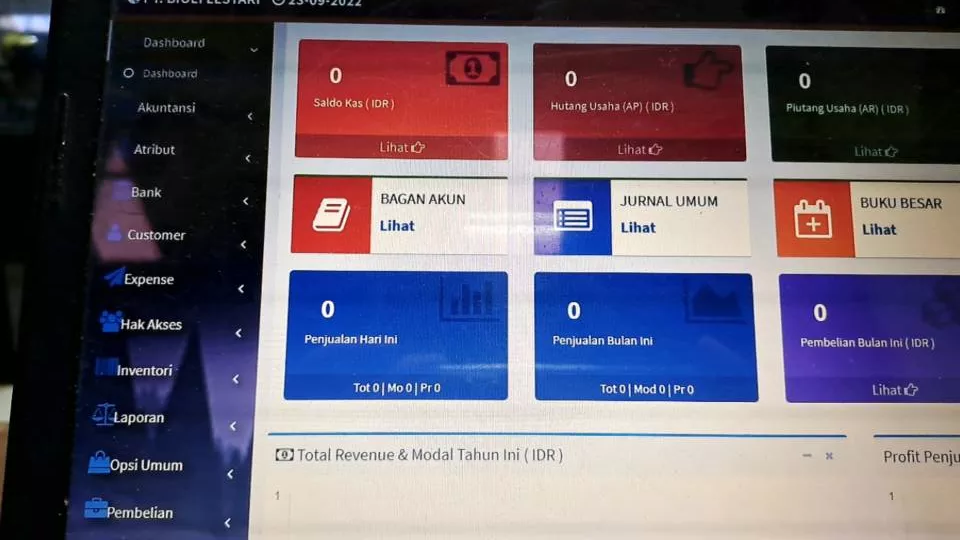 23-09-2022
Dashboard
Dashboard
Akuntansi
Atribut
Bank
Customer
Expense
Hak Akses
Inventori
Laporan
Opsi Umum
Pembelian
0
Saldo Kas ( IDR )
Lihat
0
Hutang Usaha (AP) ( IDR )
Lihat
0
Piutang Usaha (AR) ( IDR )
Lihat
BAGAN AKUN
Lihat
JURNAL UMUM
Lihat
BUKU BESAR
Lihat
0
Penjualan Hari Ini
Tot 0 | Mo 0 | Pr 0
0
Penjualan Bulan Ini
Tot 0 | Mod 0 | Pr 0
0
Pembelian Bulan Ini ( IDR )
Lihat
Total Revenue & Modal Tahun Ini ( IDR )
1
Profit Penju
1